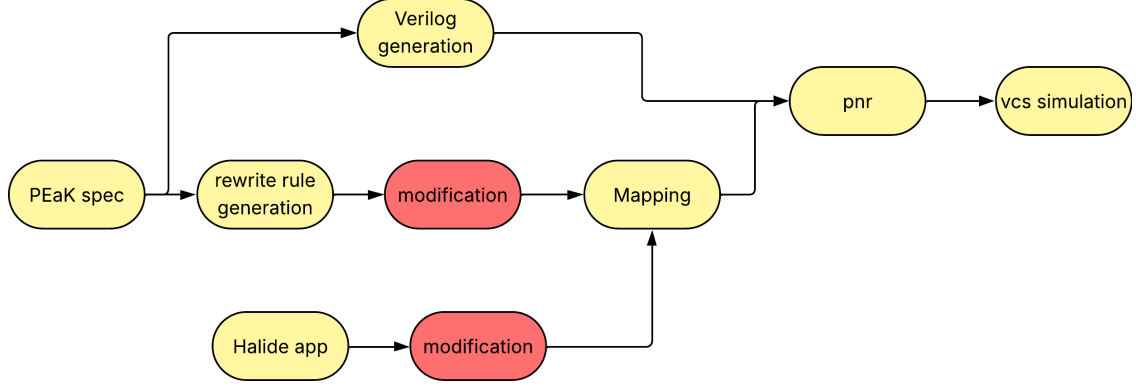 Verilog
generation
pnr
vcs simulation
PEaK spec
rewrite rule
generation
modification
Mapping
Halide app
modification